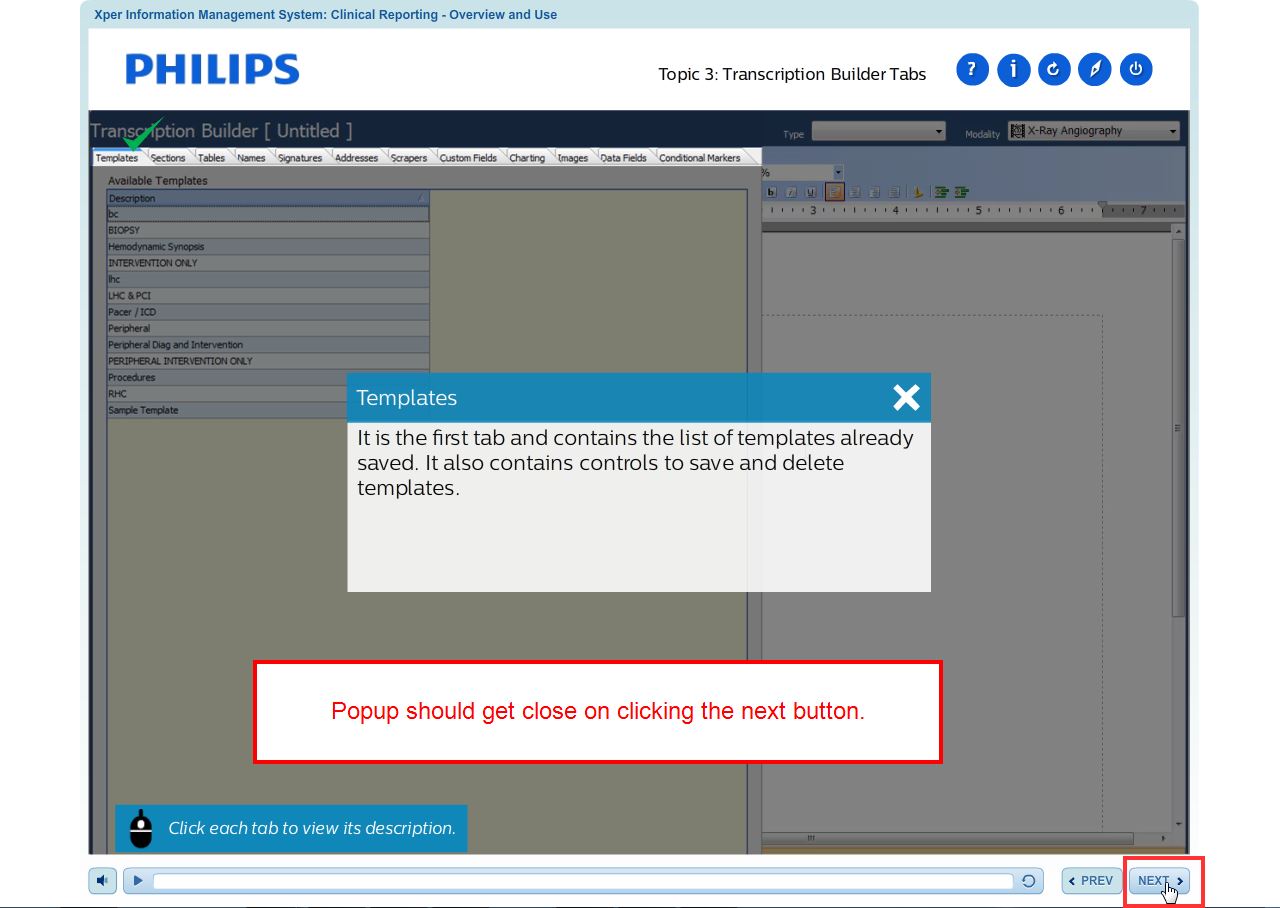 Xper Information Management System: Clinical Reporting - Overview and Use
PHILIPS
Topic 3: Transcription Builder Tabs
?
i
Transcription Builder [ Untitled ]
Type
Modality
X-Ray Angiography
Templates Sections Tables Names Signatures Addresses Scrapers Custom Fields Charting Images Data Fields Conditional Markers
%
Available Templates
b i U
Description
3 4 5 6 7
bc
BIOPSY
Hemodynamic Synopsis
INTERVENTION ONLY
lhc
LHC & PCI
Pacer / ICD
Peripheral
Peripheral Diag and Intervention
PERIPHERAL INTERVENTION ONLY
Procedures
RHC
Sample Template
Templates
It is the first tab and contains the list of templates already
saved. It also contains controls to save and delete
templates.
Popup should get close on clicking the next button.
Click each tab to view its description.
PREV
NEXT